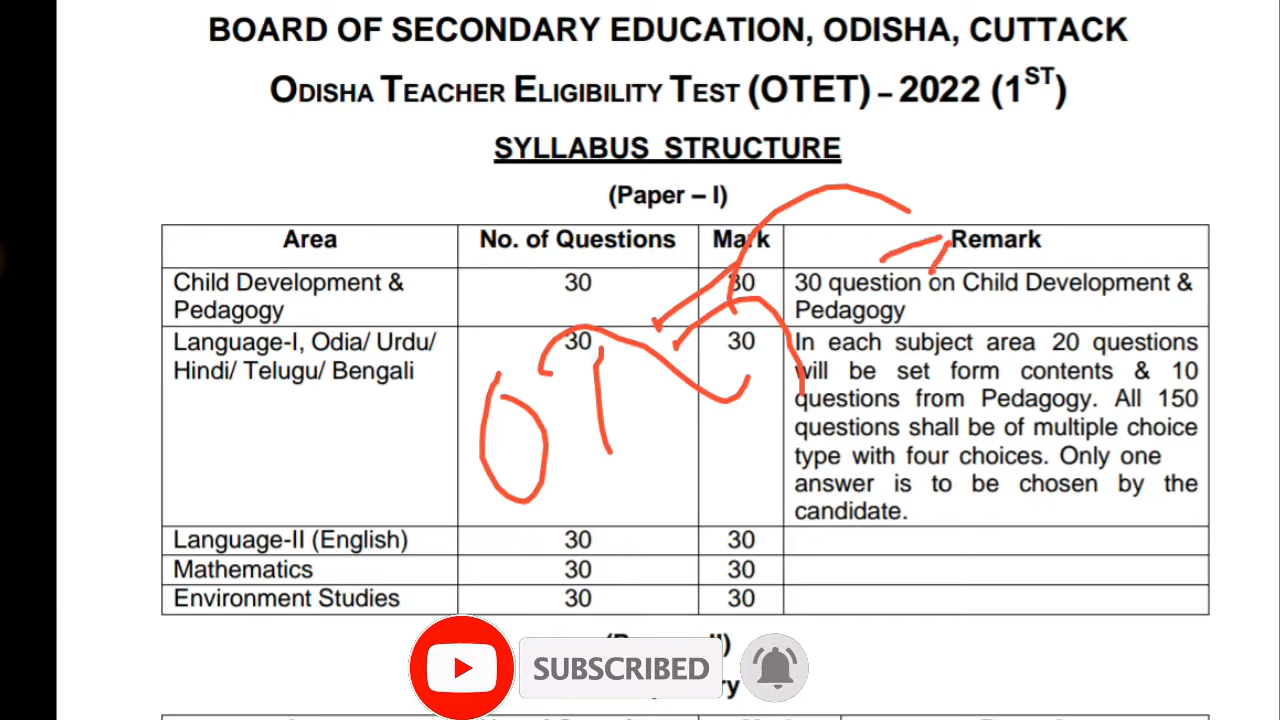 BOARD OF SECONDARY EDUCATION, ODISHA, CUTTACK
ODISHA TEACHER ELIGIBILITY TEST (OTET) – 2022 (1ST)
SYLLABUS STRUCTURE
(Paper – I)
Area No. of Questions Mark Remark
Child Development & 30 30 30 question on Child Development &
Pedagogy Pedagogy
Language-I, Odia/ Urdu/ 30 30 In each subject area 20 questions
Hindi/ Telugu/ Bengali will be set form contents & 10
questions from Pedagogy. All 150
questions shall be of multiple choice
type with four choices. Only one
answer is to be chosen by the
candidate.
Language-II (English) 30 30
Mathematics 30 30
Environment Studies 30 30
SUBSCRIBED